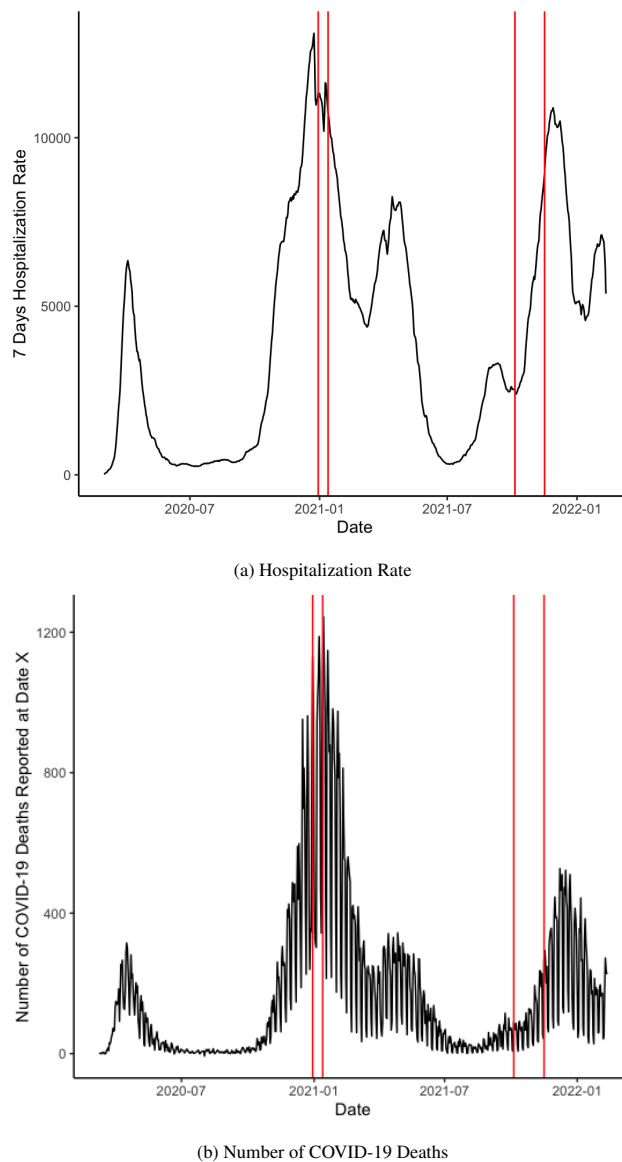 7 Days Hospitalization Rate
10000
5000
0
2020-07
2021-01
2021-07
2022-01
Date
(a) Hospitalization Rate
Number of COVID-19 Deaths Reported at Date X
1200
800
400
0
2020-07
2021-01
2021-07
2022-01
Date
(b) Number of COVID-19 Deaths